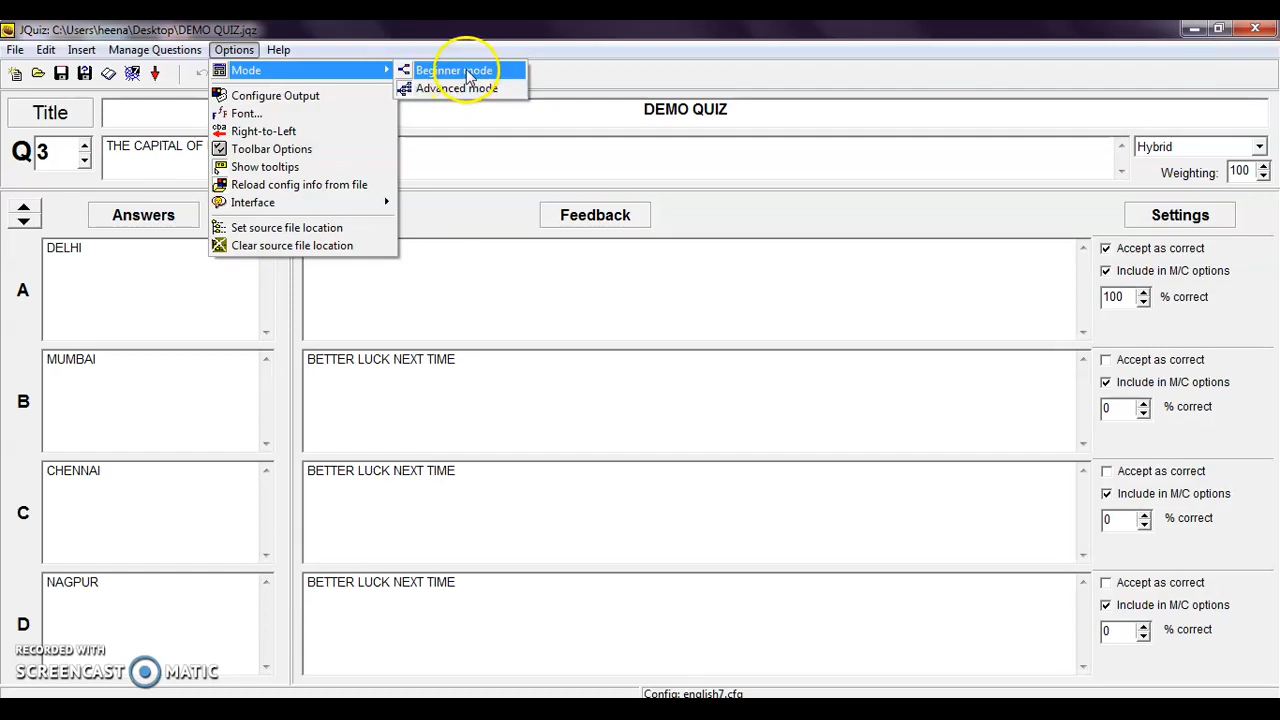 JQuiz: C:\Users\heena\Desktop\DEMO QUIZ.jqz
File Edit Insert Manage Questions Options Help
Mode
Beginner mode
Advanced mode
Configure Output
Font...
Right-to-Left
Toolbar Options
Show tooltips
Reload config info from file
Interface
Set source file location
Clear source file location
Title
DEMO QUIZ
Q 3
THE CAPITAL OF
Hybrid
Weighting: 100
Answers Feedback Settings
A
DELHI
Accept as correct
Include in M/C options
100 % correct
B
MUMBAI
BETTER LUCK NEXT TIME
Accept as correct
Include in M/C options
0 % correct
C
CHENNAI
BETTER LUCK NEXT TIME
Accept as correct
Include in M/C options
0 % correct
D
NAGPUR
BETTER LUCK NEXT TIME
Accept as correct
Include in M/C options
0 % correct
RECORDED WITH
SCREENCAST MATIC
Config: english7.cfg